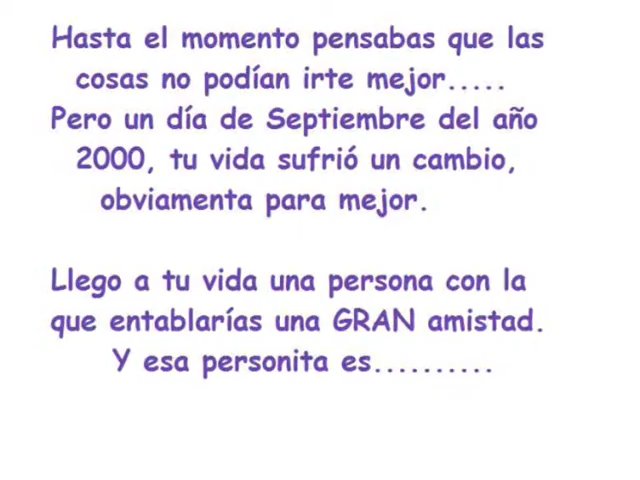 Hasta el momento pensabas que las
cosas no podían irte mejor.....
Pero un día de Septiembre del año
2000, tu vida sufrió un cambio,
obviamenta para mejor.
Llego a tu vida una persona con la
que entablarías una GRAN amistad.
Y esa personita es..........